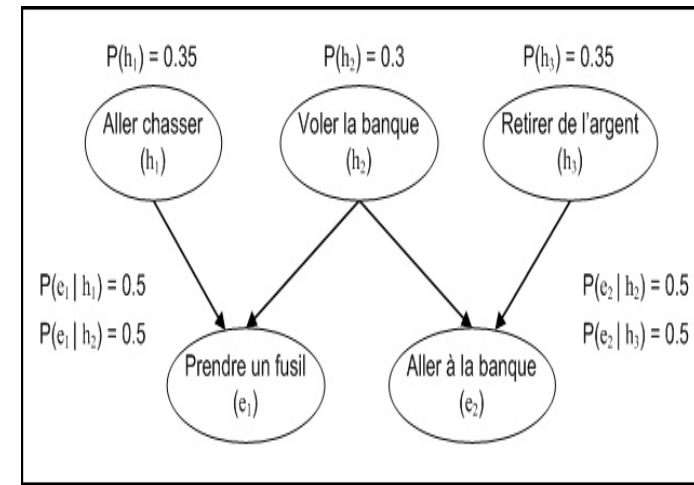 P(h₁) = 0.35
P(h₂) = 0.3
P(h₃) = 0.35
Aller chasser
(h₁)
Voler la banque
(h₂)
Retirer de l'argent
(h₃)
P(e₁ | h₁) = 0.5
P(e₁ | h₂) = 0.5
P(e₂ | h₂) = 0.5
P(e₂ | h₃) = 0.5
Prendre un fusil
(e₁)
Aller à la banque
(e₂)